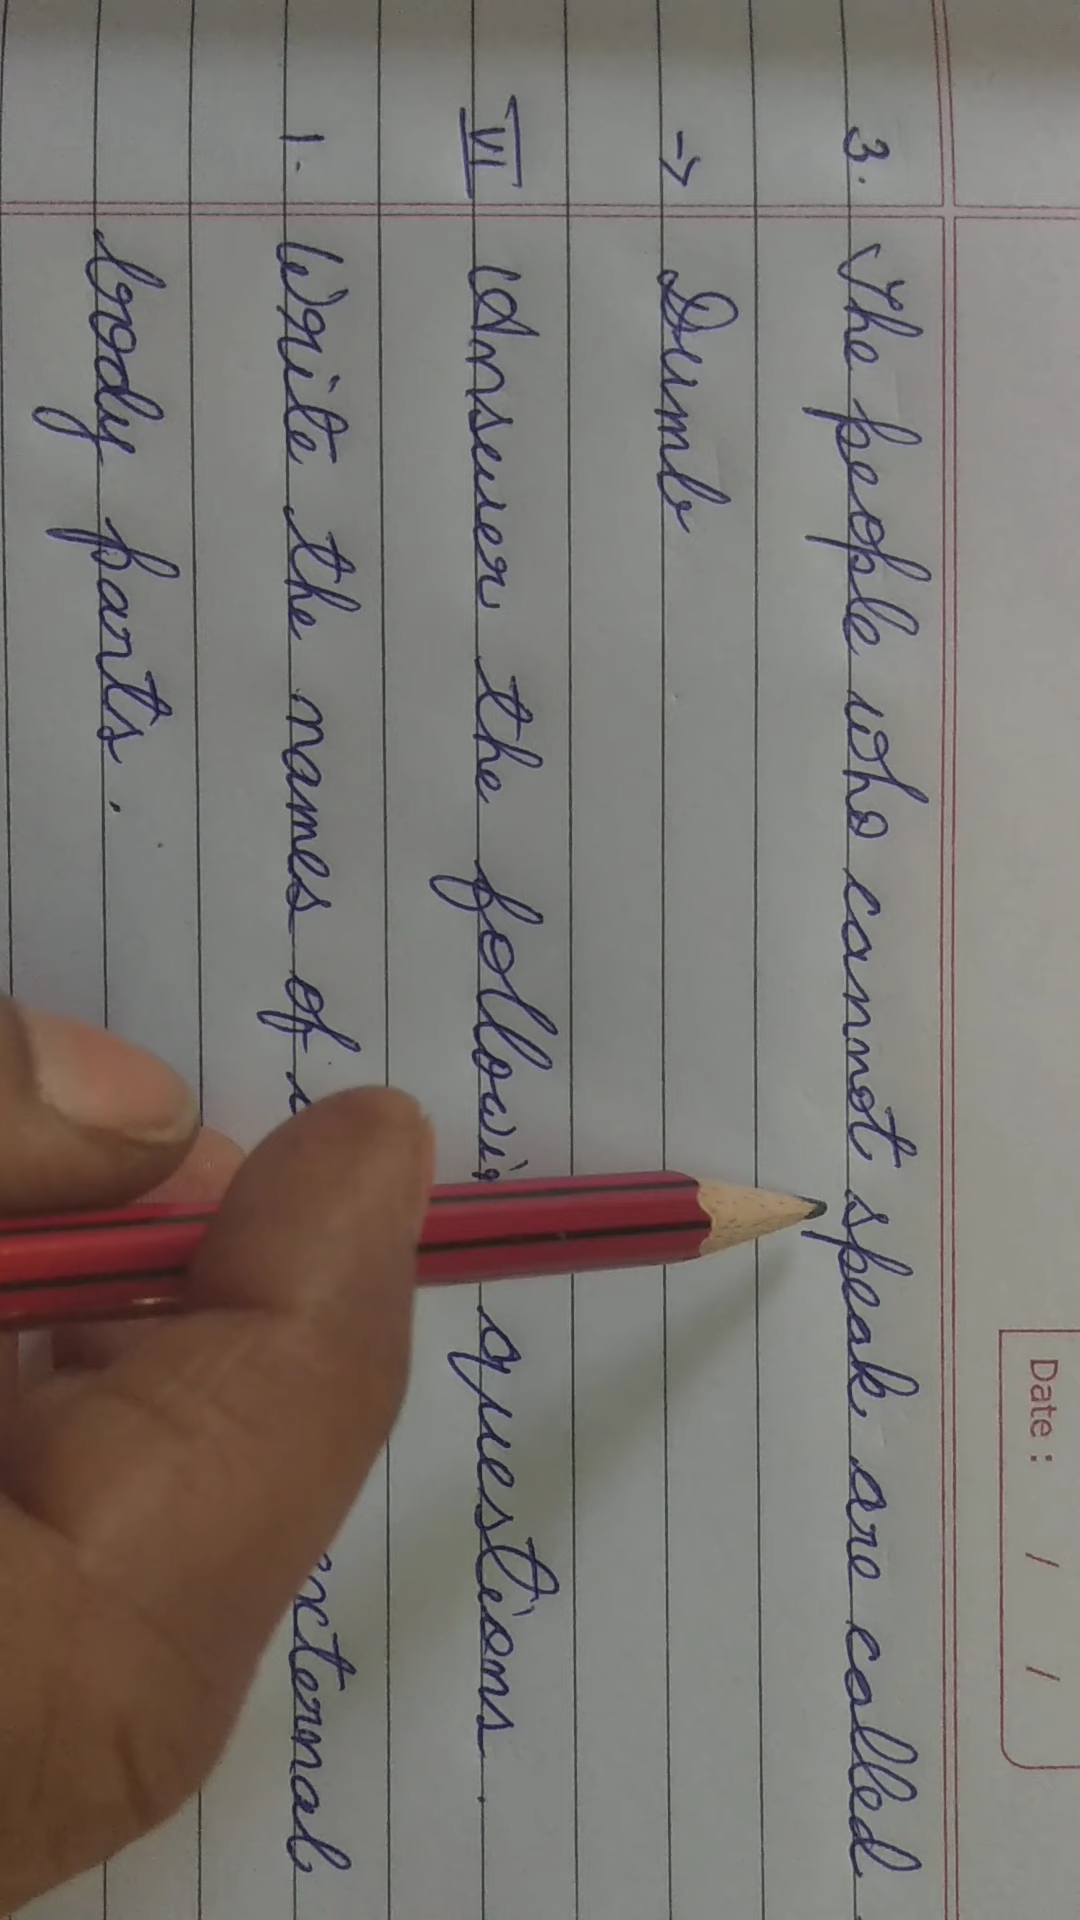 Date : / /
3. The people who cannot speak are called
→ Dumb
VI Answer the questions.
1. Write the names of external
body parts.